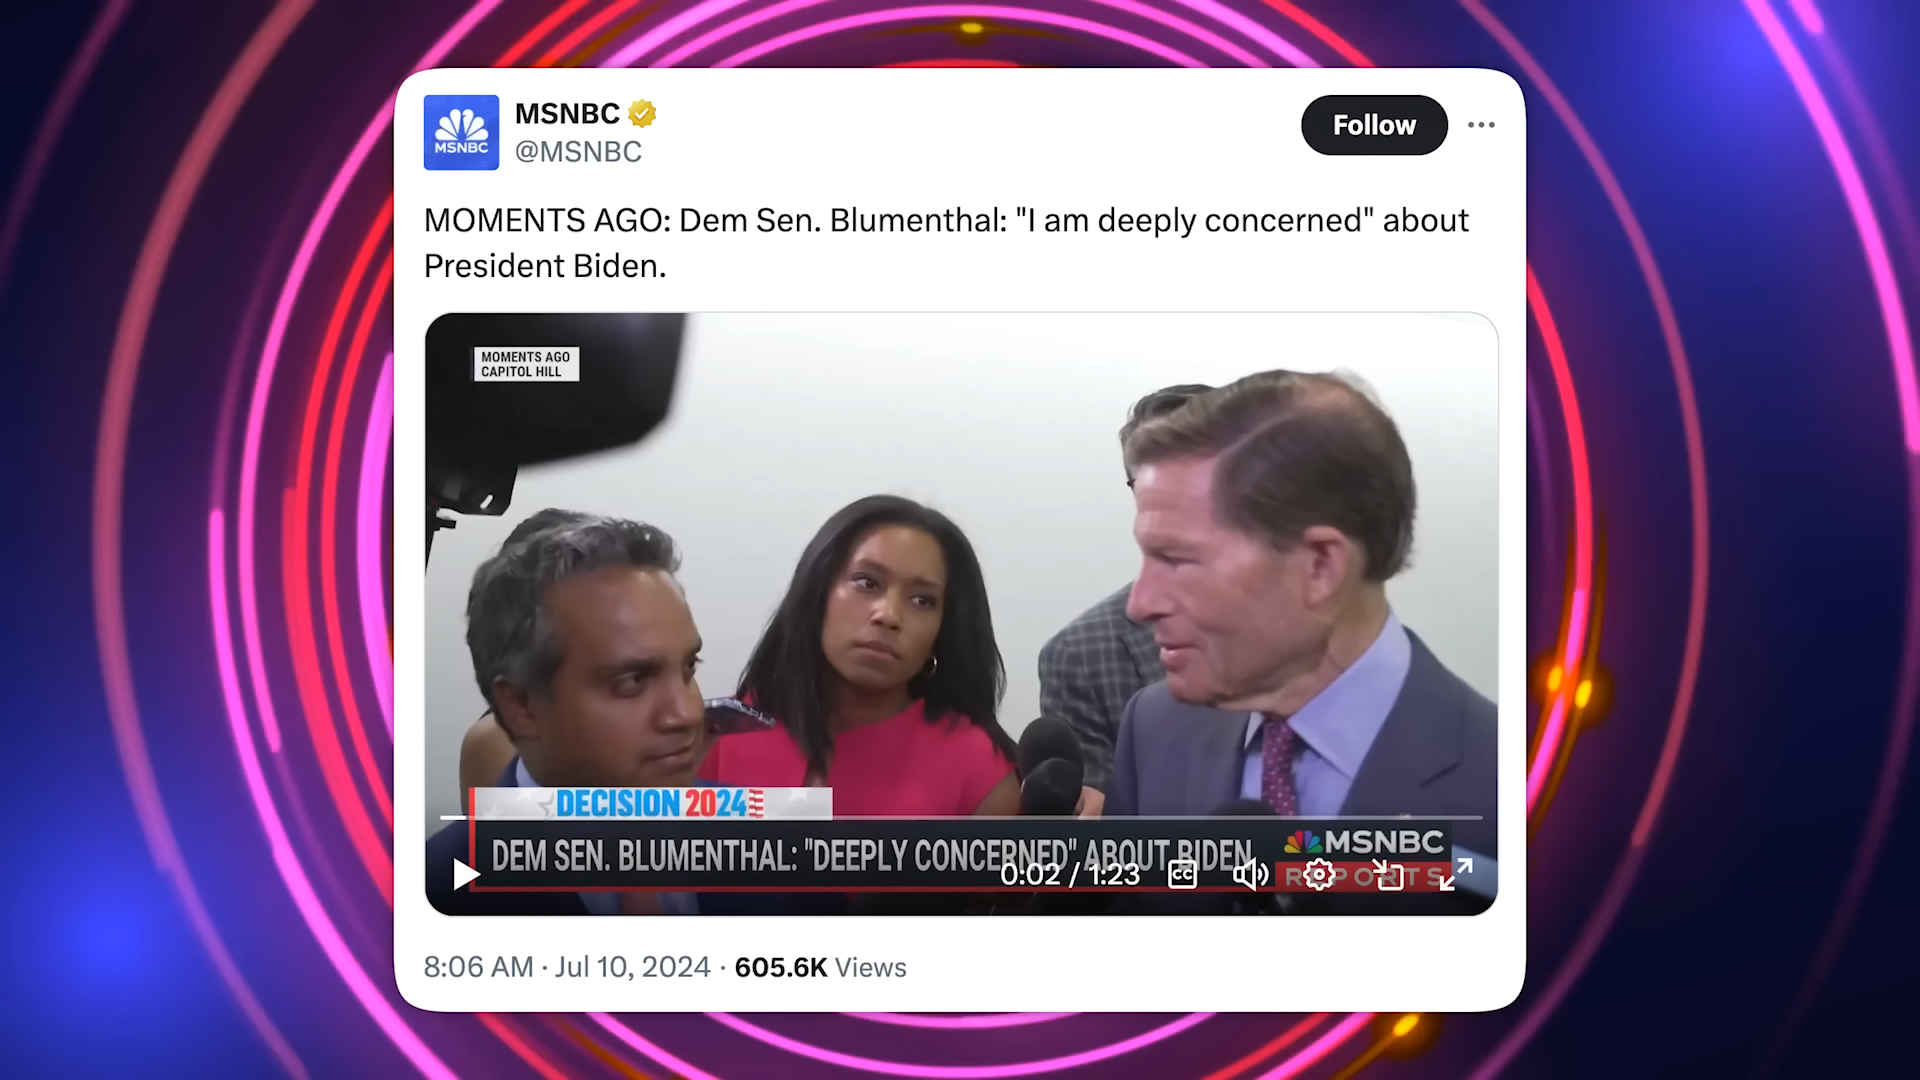 MSNBC
@MSNBC
MSNBC
Follow
MOMENTS AGO: Dem Sen. Blumenthal: "I am deeply concerned" about
President Biden.
MOMENTS AGO
CAPITOL HILL
DECISION 2024
DEM SEN. BLUMENTHAL: "DEEPLY CONCERNED" ABOUT BIDEN
MSNBC
REPORTS
0:02 / 1:23
CC
8:06 AM · Jul 10, 2024 · 605.6K Views